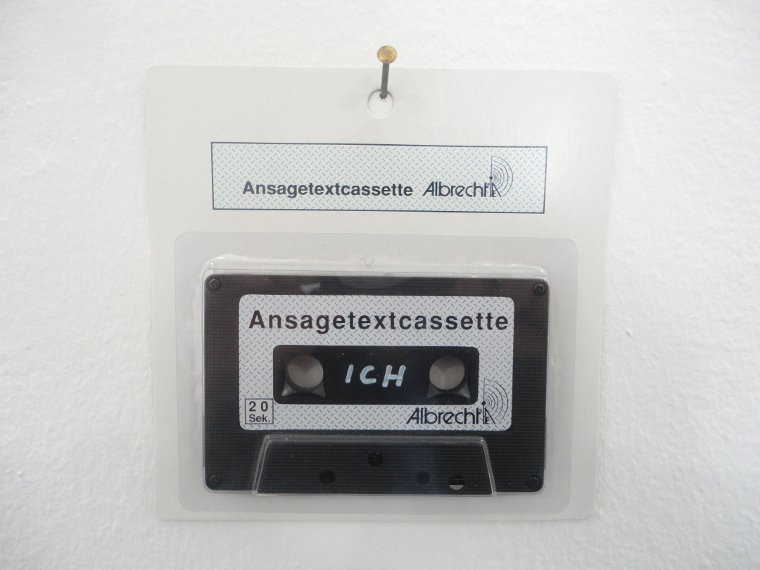 Ansagetextcassette Albrecht
Ansagetextcassette
ICH
20
Sek.
Albrecht